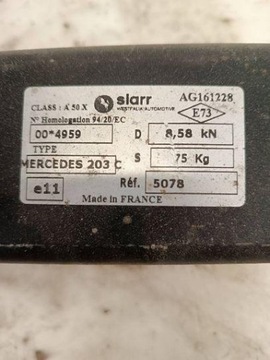 CLASS : A 50 X
siarr
WESTFALIA AUTOMOTIVE
AG161228
N° Homologation 94/20/EC
E73
00*4959
D
8,58 kN
TYPE
S
75 Kg
MERCEDES 203 C
e11
Réf.
5078
Made in FRANCE